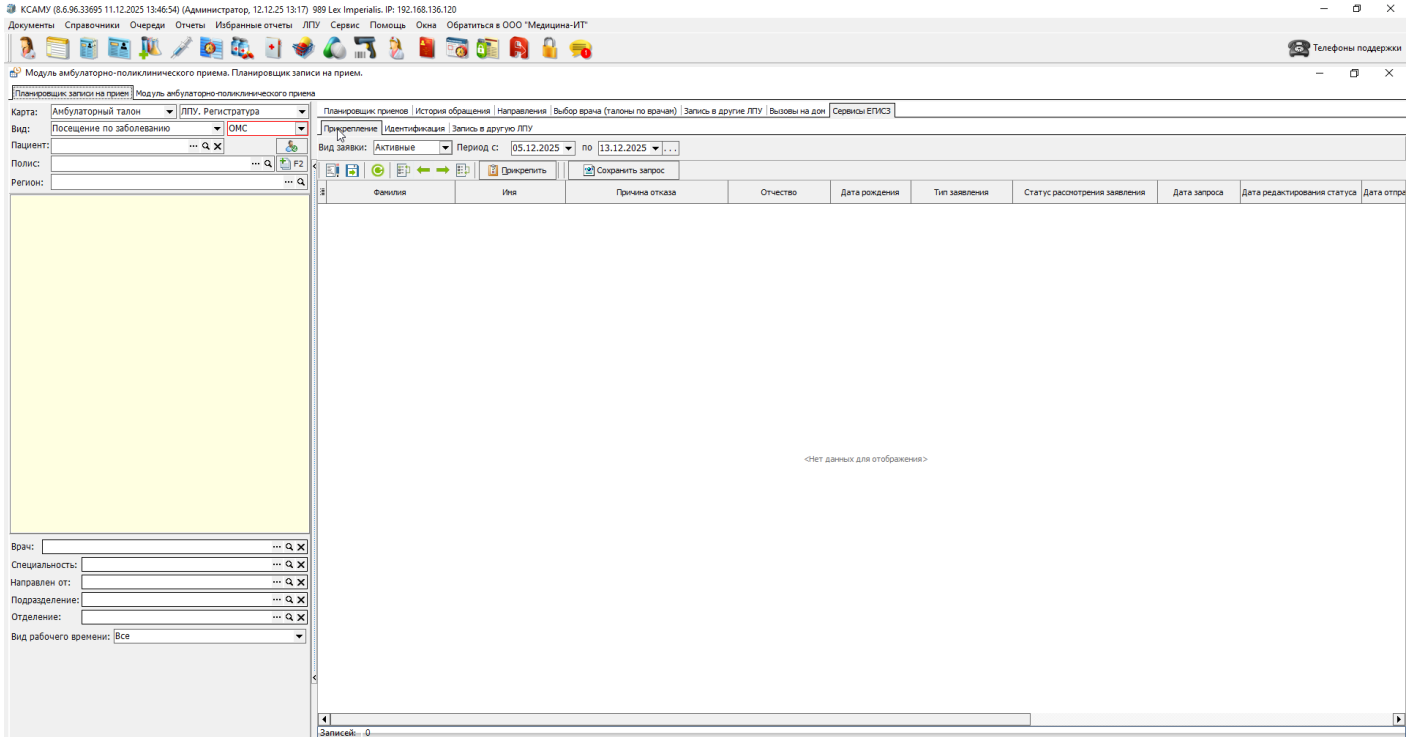 КСАМУ (8.6.96.33695 11.12.2025 13:46:54) (Администратор, 12.12.25 13:17) 989 Lex Imperialis. IP: 192.168.136.120
Документы Справочники Очереди Отчеты Избранные отчеты ЛПУ Сервис Помощь Окна Обратиться в ООО "Медицина-ИТ"
Телефоны поддержки
Модуль амбулаторно-поликлинического приема. Планировщик записи на прием.
Планировщик записи на прием Модуль амбулаторно-поликлинического приема
Карта: Амбулаторный талон ЛПУ. Регистратура
Вид: Посещение по заболеванию ОМС
Пациент:
Полис: F2
Регион:
Планировщик приемов История обращения Направления Выбор врача (талоны по врачам) Запись в другие ЛПУ Вызовы на дом Сервисы ЕГИСЗ
Прикрепление Идентификация Запись в другую ЛПУ
Вид заявки: Активные Период с: 05.12.2025 по 13.12.2025 ...
Прикрепить Сохранить запрос
Фамилия Имя Причина отказа Отчество Дата рождения Тип заявления Статус рассмотрения заявления Дата запроса Дата редактирования статуса Дата отпра
<Нет данных для отображения>
Врач:
Специальность:
Направлен от:
Подразделение:
Отделение:
Вид рабочего времени: Все
Записей: 0